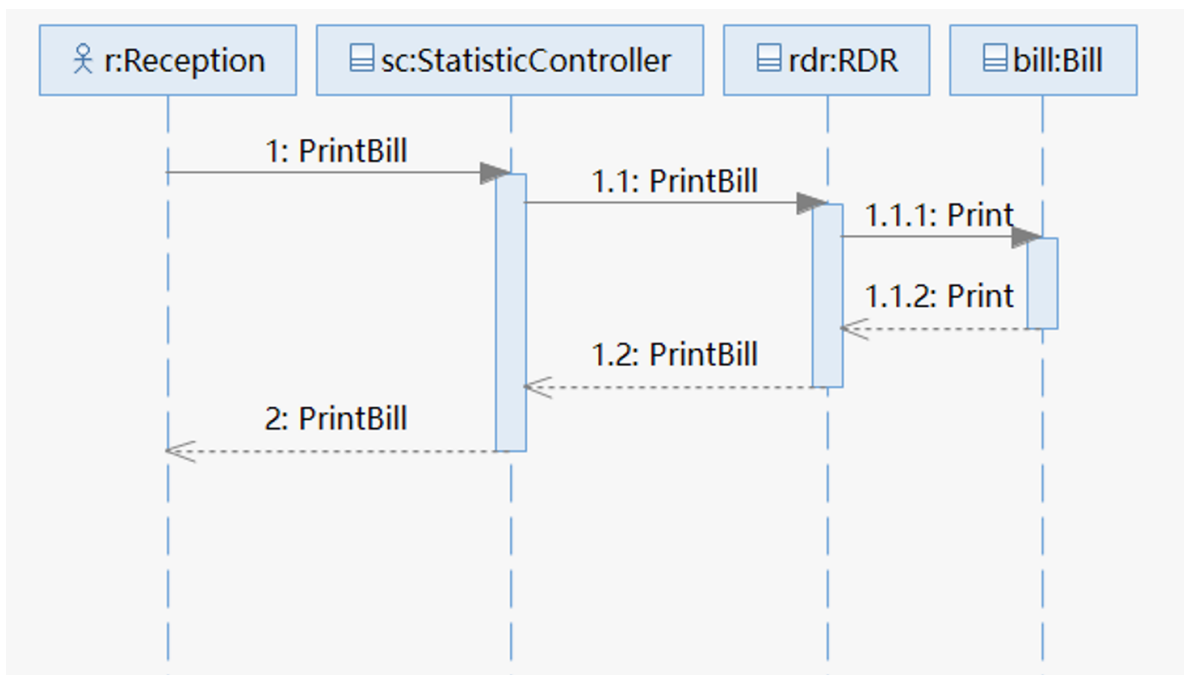 r:Reception
sc:StatisticController
rdr:RDR
bill:Bill
1: PrintBill
1.1: PrintBill
1.1.1: Print
1.1.2: Print
1.2: PrintBill
2: PrintBill